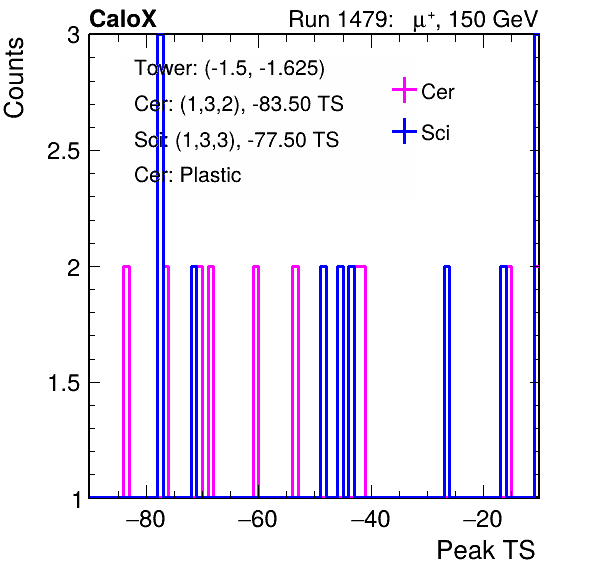 CaloX Run 1479: μ⁺, 150 GeV
Counts
Tower: (-1.5, -1.625)
Cer: (1,3,2), -83.50 TS
Sci: (1,3,3), -77.50 TS
Cer: Plastic
Cer
Sci
3
2.5
2
1.5
1
−80 −60 −40 −20
Peak TS